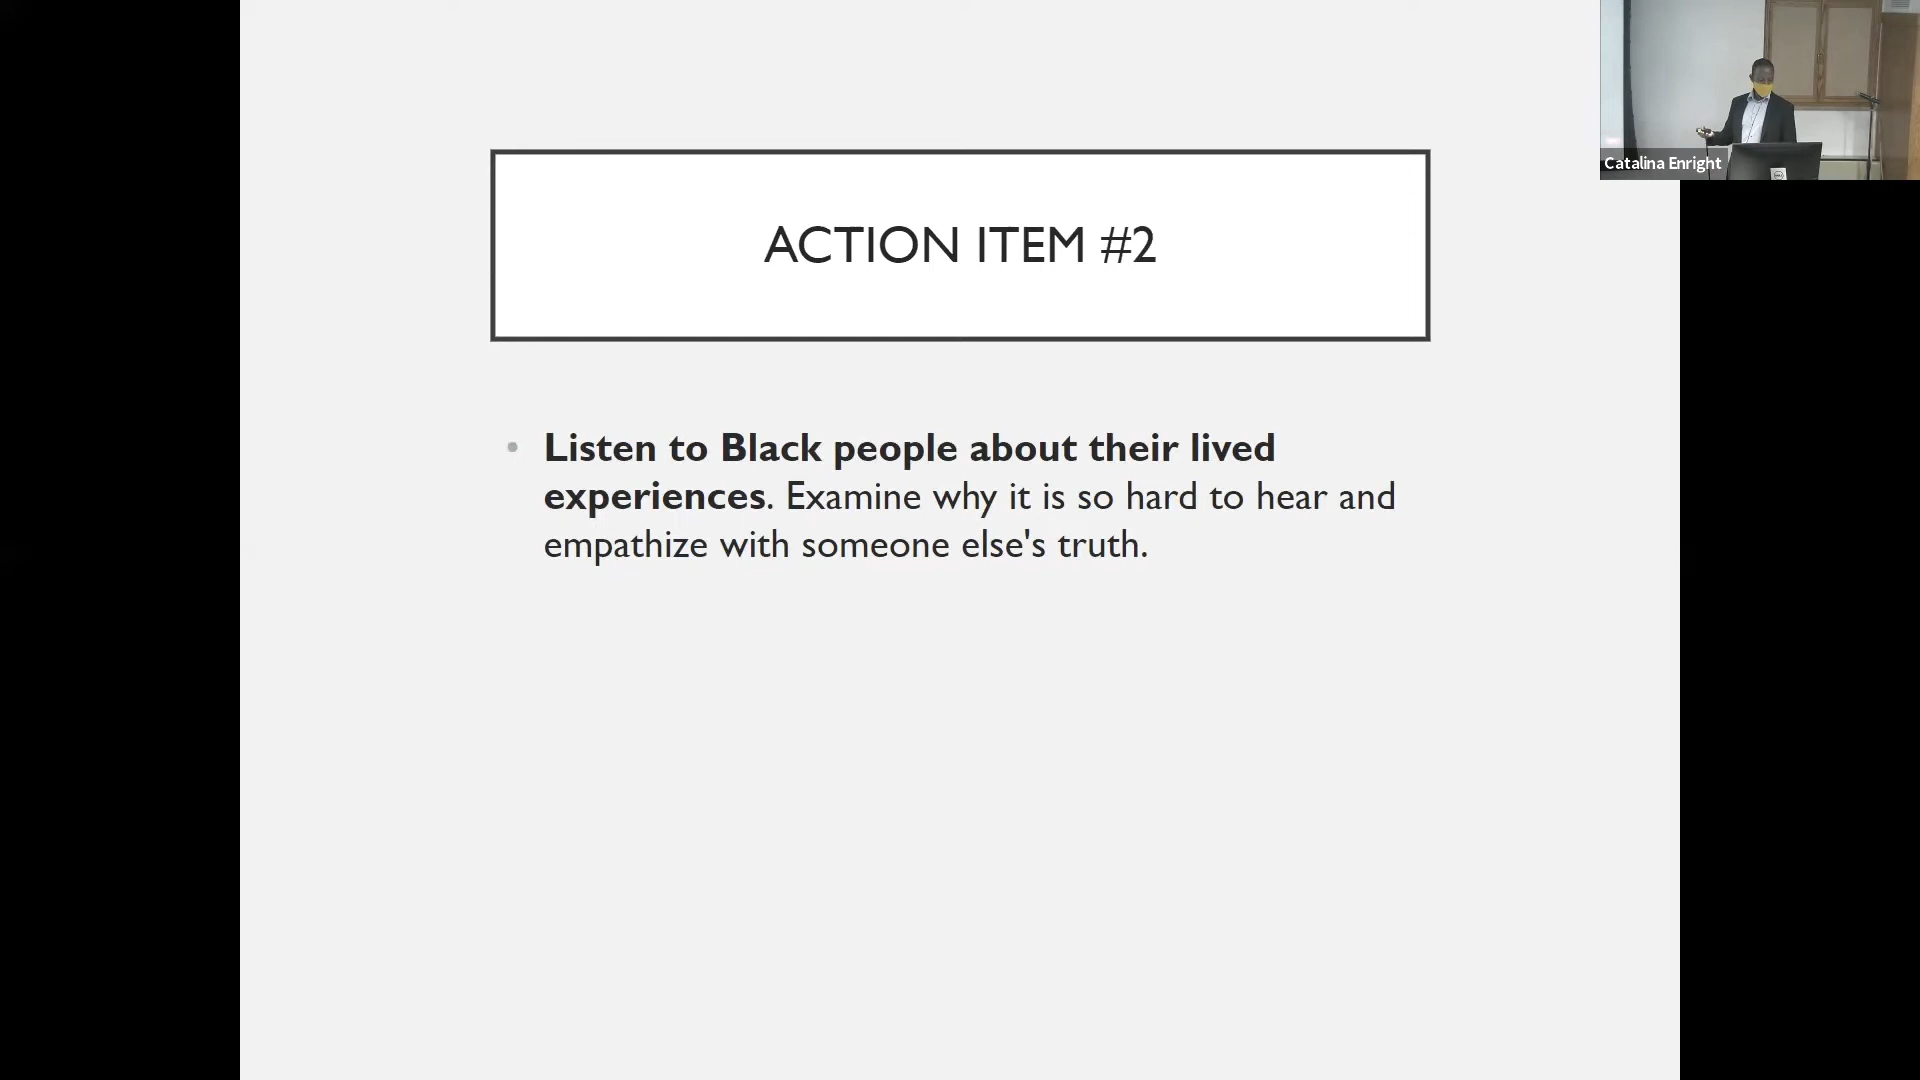 ACTION ITEM #2
• Listen to Black people about their lived
experiences. Examine why it is so hard to hear and
empathize with someone else's truth.
Catalina Enright